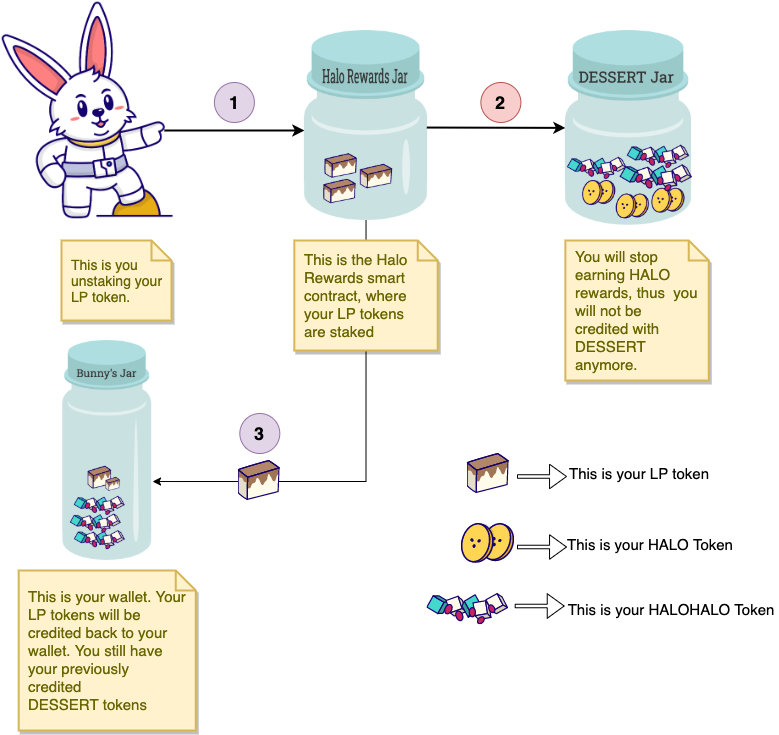 Halo Rewards Jar
DESSERT Jar
1
2
This is you
unstaking your
LP token.
This is the Halo
Rewards smart
contract, where
your LP tokens
are staked
You will stop
earning HALO
rewards, thus  you
will not be
credited with
DESSERT
anymore.
Bunny's Jar
3
This is your LP token
This is your HALO Token
This is your HALOHALO Token
This is your wallet. Your
LP tokens will be
credited back to your
wallet. You still have
your previously
credited
DESSERT tokens